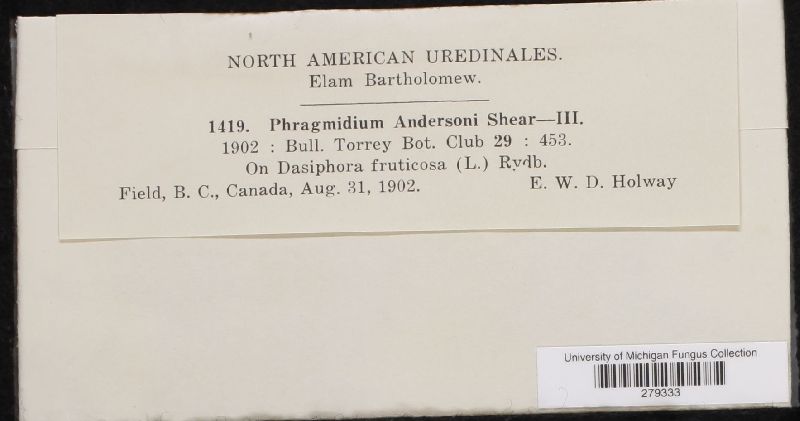 NORTH AMERICAN UREDINALES.
Elam Bartholomew.
1419. Phragmidium Andersoni Shear—III.
1902 : Bull. Torrey Bot. Club 29 : 453.
On Dasiphora fruticosa (L.) Rydb.
Field, B. C., Canada, Aug. 31, 1902. E. W. D. Holway
University of Michigan Fungus Collection
279333